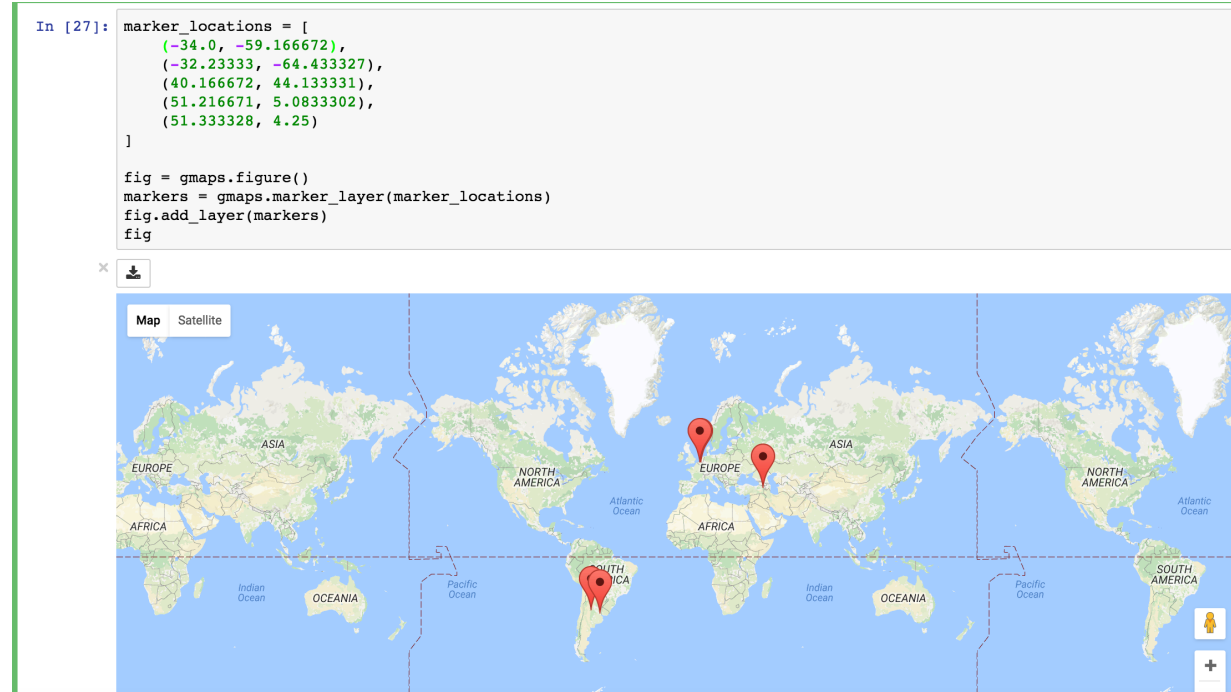 In [27]: marker_locations = [
    (-34.0, -59.166672),
    (-32.23333, -64.433327),
    (40.166672, 44.133331),
    (51.216671, 5.0833302),
    (51.333328, 4.25)
]
fig = gmaps.figure()
markers = gmaps.marker_layer(marker_locations)
fig.add_layer(markers)
fig
Map Satellite
ASIA
EUROPE
AFRICA
Indian
Ocean
OCEANIA
Pacific
Ocean
NORTH
AMERICA
Atlantic
Ocean
EUROPE
ASIA
AFRICA
Indian
Ocean
OCEANIA
Pacific
Ocean
NORTH
AMERICA
Atlantic
Ocean
SOUTH
AMERICA